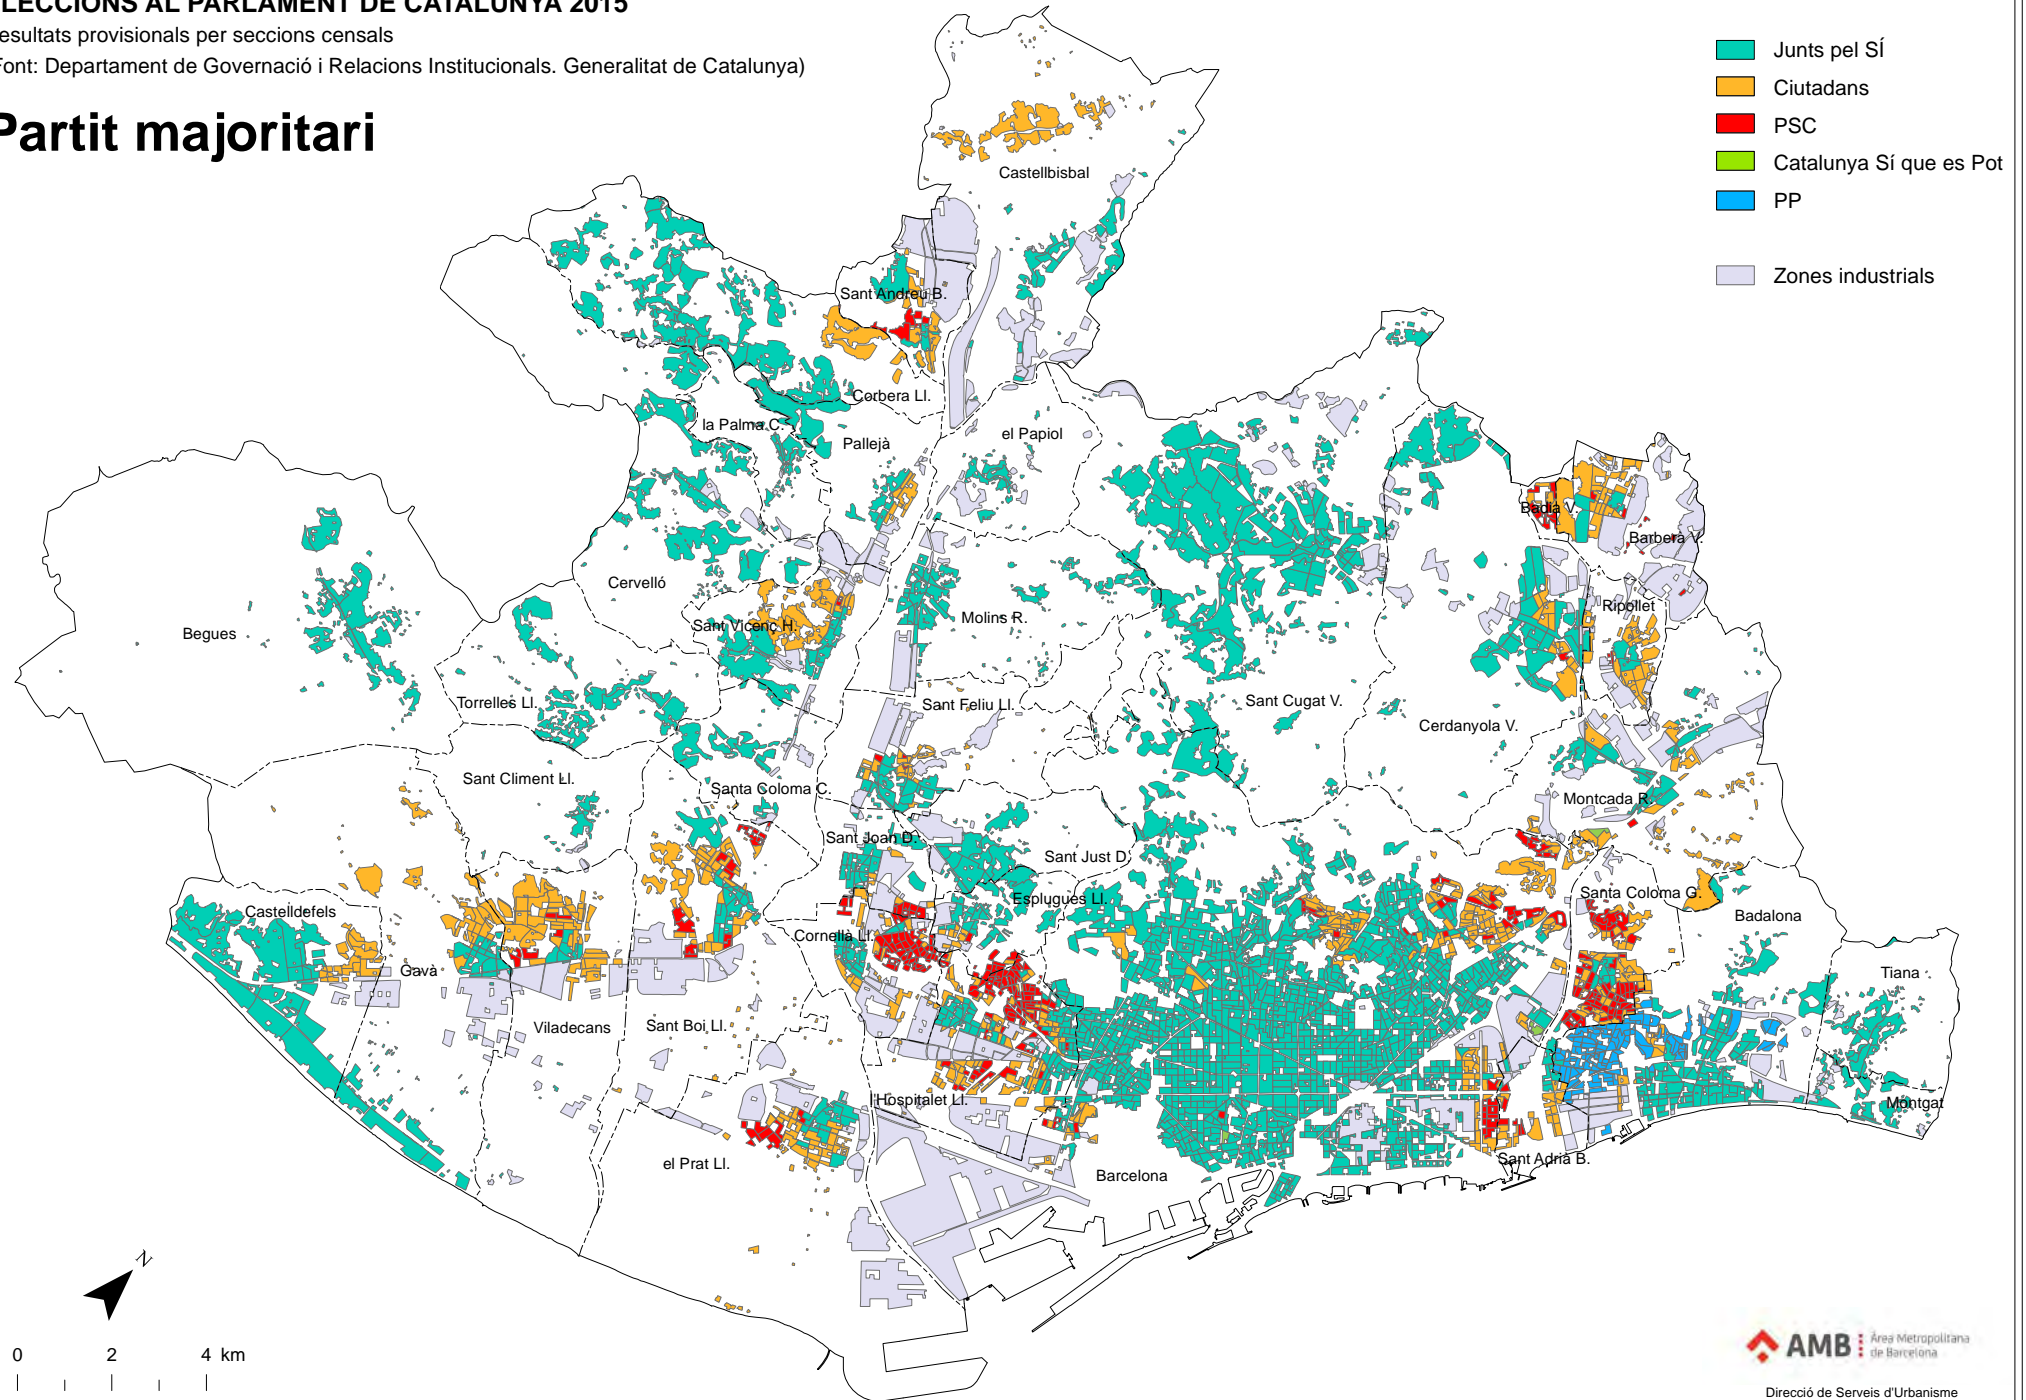 LECCIONS AL PARLAMENT DE CATALUNYA 2015
esultats provisionals per seccions censals
Font: Departament de Governació i Relacions Institucionals. Generalitat de Catalunya)
Partit majoritari
Junts pel SÍ
Ciutadans
PSC
Catalunya Sí que es Pot
PP
Zones industrials
Castellbisbal
Sant Andreu B.
Corbera Ll.
la Palma C.
Pallejà
el Papiol
Badia V.
Barberà V.
Cervelló
Ripollet
Begues
Sant Vicenç H.
Molins R.
Torrelles Ll.
Sant Feliu Ll.
Sant Cugat V.
Cerdanyola V.
Sant Climent Ll.
Santa Coloma C.
Montcada R.
Sant Joan D.
Sant Just D.
Castelldefels
Esplugues Ll.
Santa Coloma G.
Badalona
Cornellà Ll.
Gavà
Tiana
Viladecans
Sant Boi Ll.
l'Hospitalet Ll.
Montgat
el Prat Ll.
Barcelona
Sant Adrià B.
N
0 2 4 km
AMB Àrea Metropolitana
de Barcelona
Direcció de Serveis d'Urbanisme